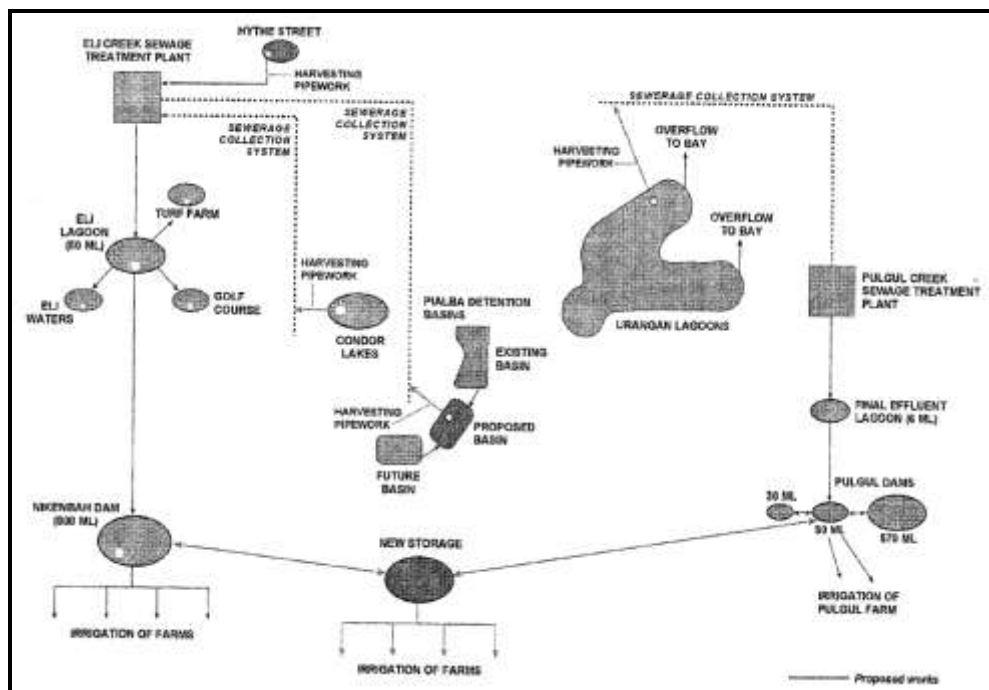 HYTHE STREET
ELI CREEK SEWAGE
TREATMENT PLANT
HARVESTING
PIPEWORK
SEWERAGE
COLLECTION
SYSTEM
SEWERAGE
COLLECTION
SYSTEM
SEWERAGE COLLECTION SYSTEM
OVERFLOW
TO BAY
HARVESTING
PIPEWORK
OVERFLOW
TO BAY
TURF FARM
ELI
LAGOON
(60 ML)
ELI
WATERS
GOLF
COURSE
HARVESTING
PIPEWORK
CONDOR
LAKES
PIALBA DETENTION
BASINS
EXISTING
BASIN
HARVESTING
PIPEWORK
PROPOSED
BASIN
FUTURE
BASIN
URANGAN LAGOONS
PULGUL CREEK
SEWAGE TREATMENT
PLANT
FINAL EFFLUENT
LAGOON (6 ML)
PULGUL DAMS
30 ML
50 ML
570 ML
IRRIGATION OF
PULGUL FARM
NIKENBAH DAM
(800 ML)
NEW STORAGE
IRRIGATION OF FARMS
IRRIGATION OF FARMS
Proposed works